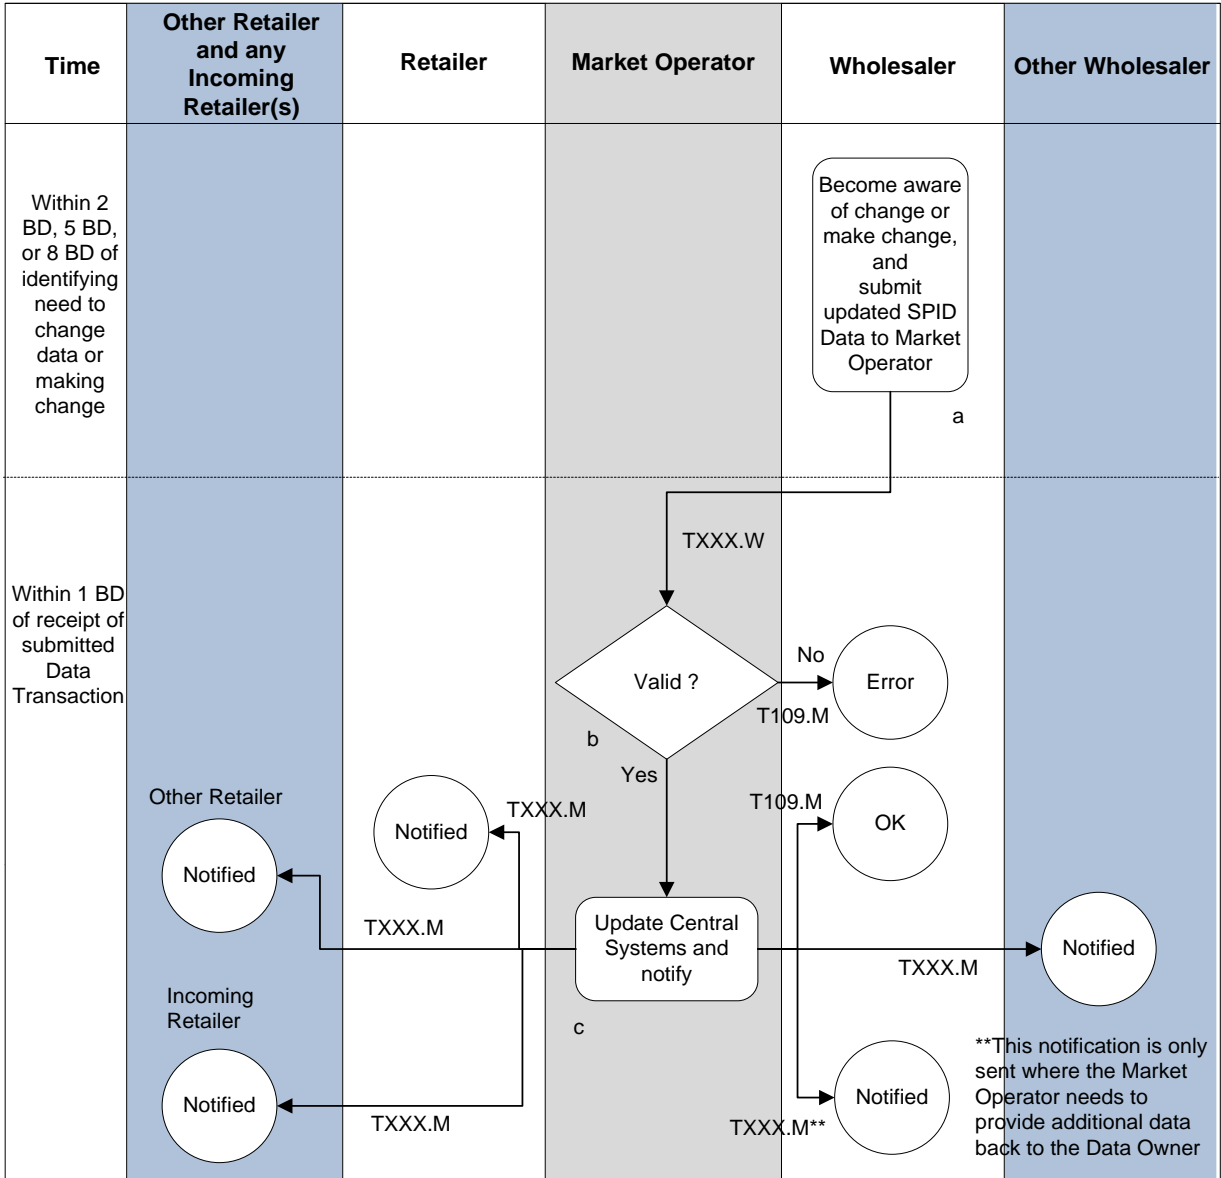 Time
Other Retailer
and any
Incoming
Retailer(s)
Retailer
Market Operator
Wholesaler
Other Wholesaler
Within 2
BD, 5 BD,
or 8 BD of
identifying
need to
change
data or
making
change
Become aware
of change or
make change,
and
submit
updated SPID
Data to Market
Operator
a
TXXX.W
Within 1 BD
of receipt of
submitted
Data
Transaction
Valid ?
No
Error
T109.M
b
Yes
Other Retailer
Notified
TXXX.M
Notified
T109.M
OK
TXXX.M
Update Central
Systems and
notify
TXXX.M
Notified
Incoming
Retailer
c
Notified
TXXX.M
Notified
TXXX.M**
**This notification is only
sent where the Market
Operator needs to
provide additional data
back to the Data Owner